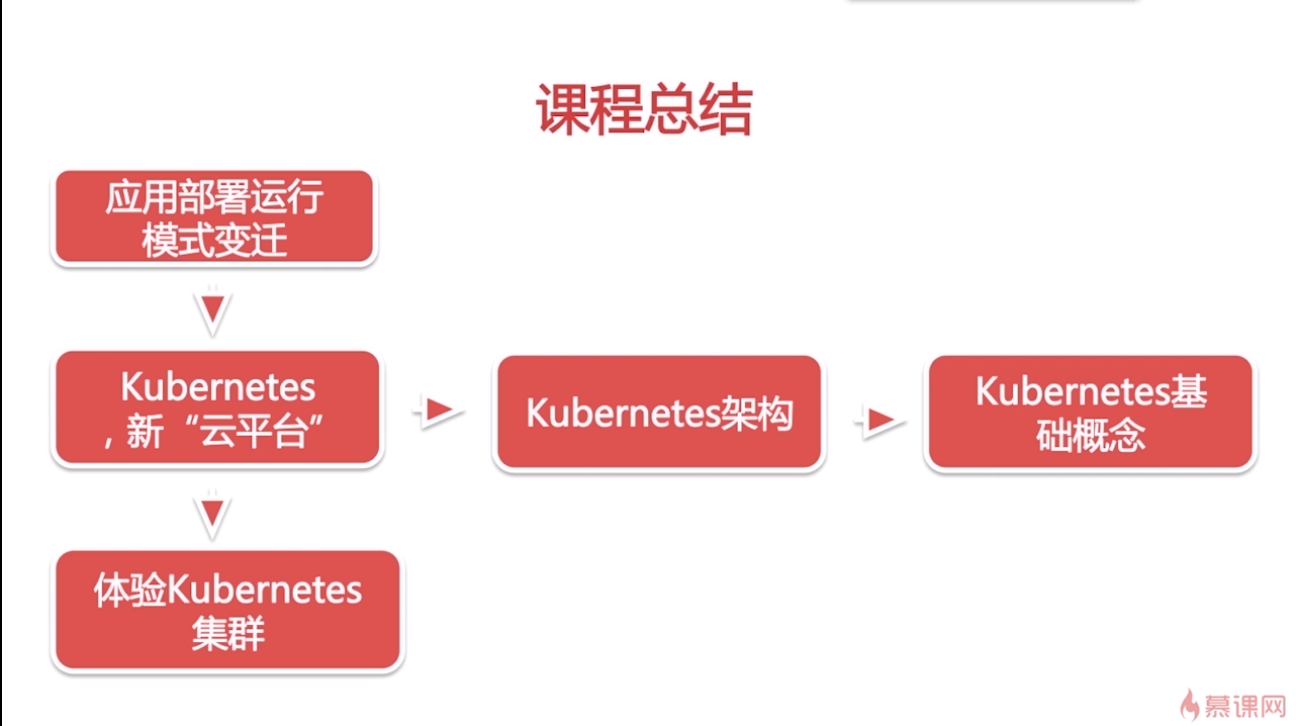 课程总结
应用部署运行
模式变迁
Kubernetes
，新“云平台”
Kubernetes架构
Kubernetes基
础概念
体验Kubernetes
集群
慕课网